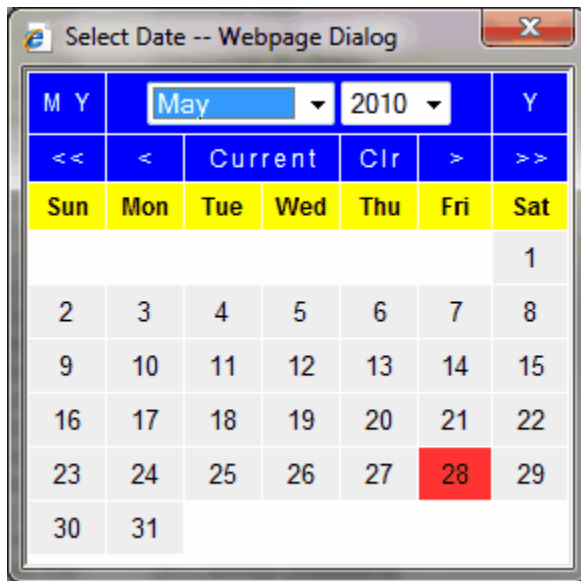 Select Date -- Webpage Dialog
M Y May 2010 Y
<< < Current Clr > >>
Sun Mon Tue Wed Thu Fri Sat
1
2 3 4 5 6 7 8
9 10 11 12 13 14 15
16 17 18 19 20 21 22
23 24 25 26 27 28 29
30 31